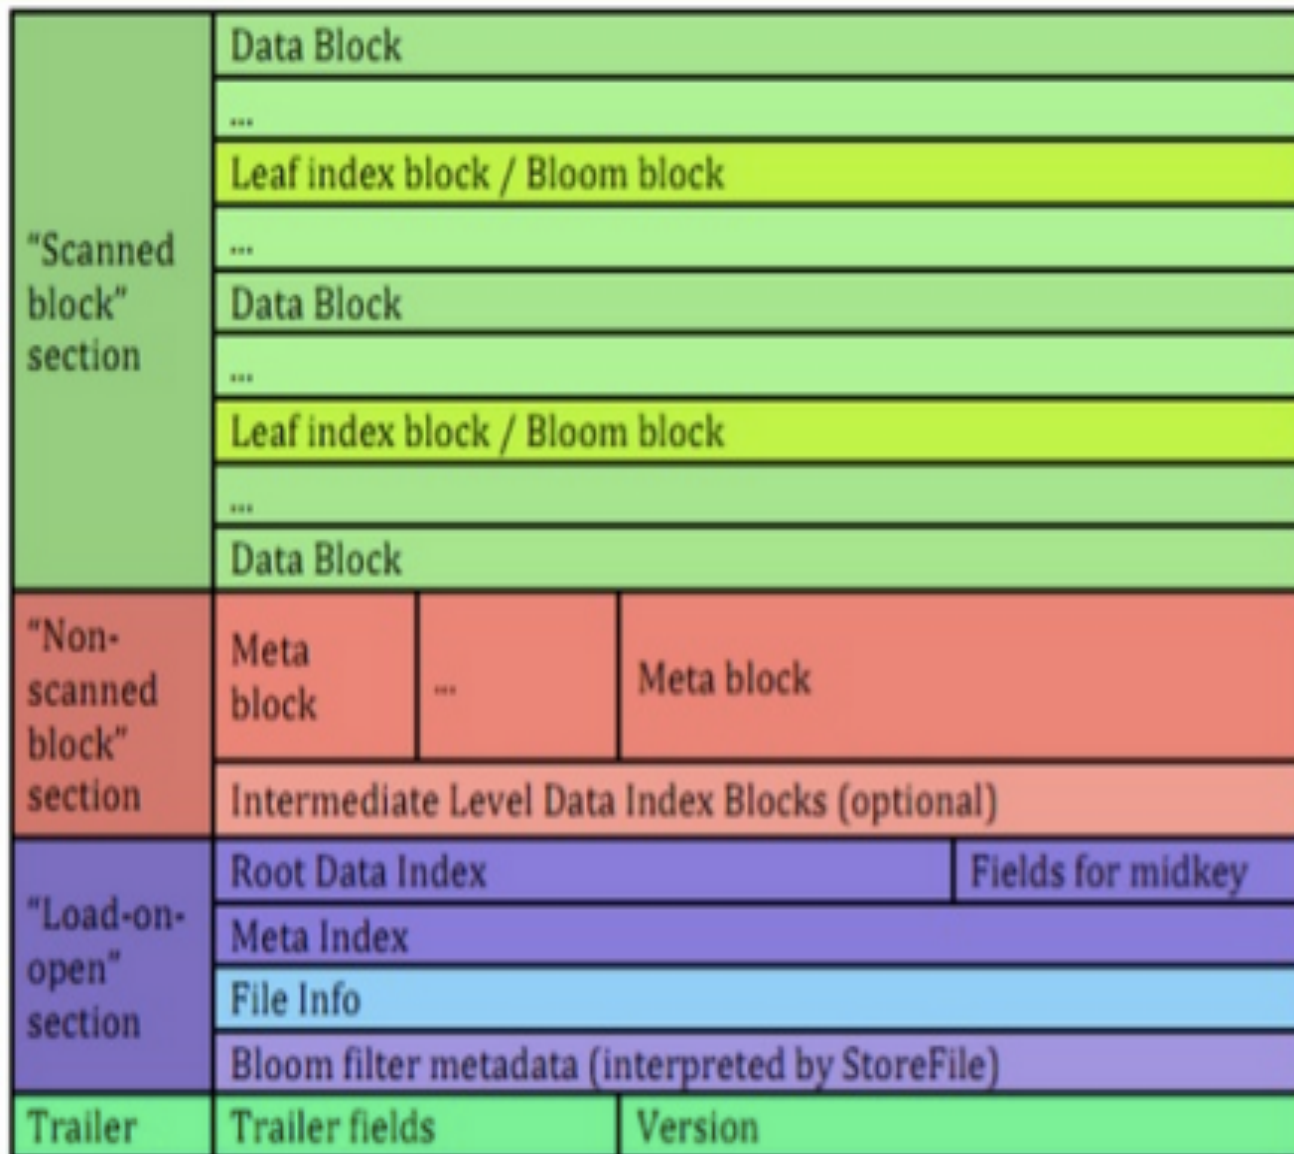 Data Block
...
Leaf index block / Bloom block
...
“Scanned
block”
section
Data Block
...
Leaf index block / Bloom block
...
Data Block
“Non-
scanned
block”
section
Meta
block
...
Meta block
Intermediate Level Data Index Blocks (optional)
“Load-on-
open”
section
Root Data Index
Fields for midkey
Meta Index
File Info
Bloom filter metadata (interpreted by StoreFile)
Trailer
Trailer fields
Version